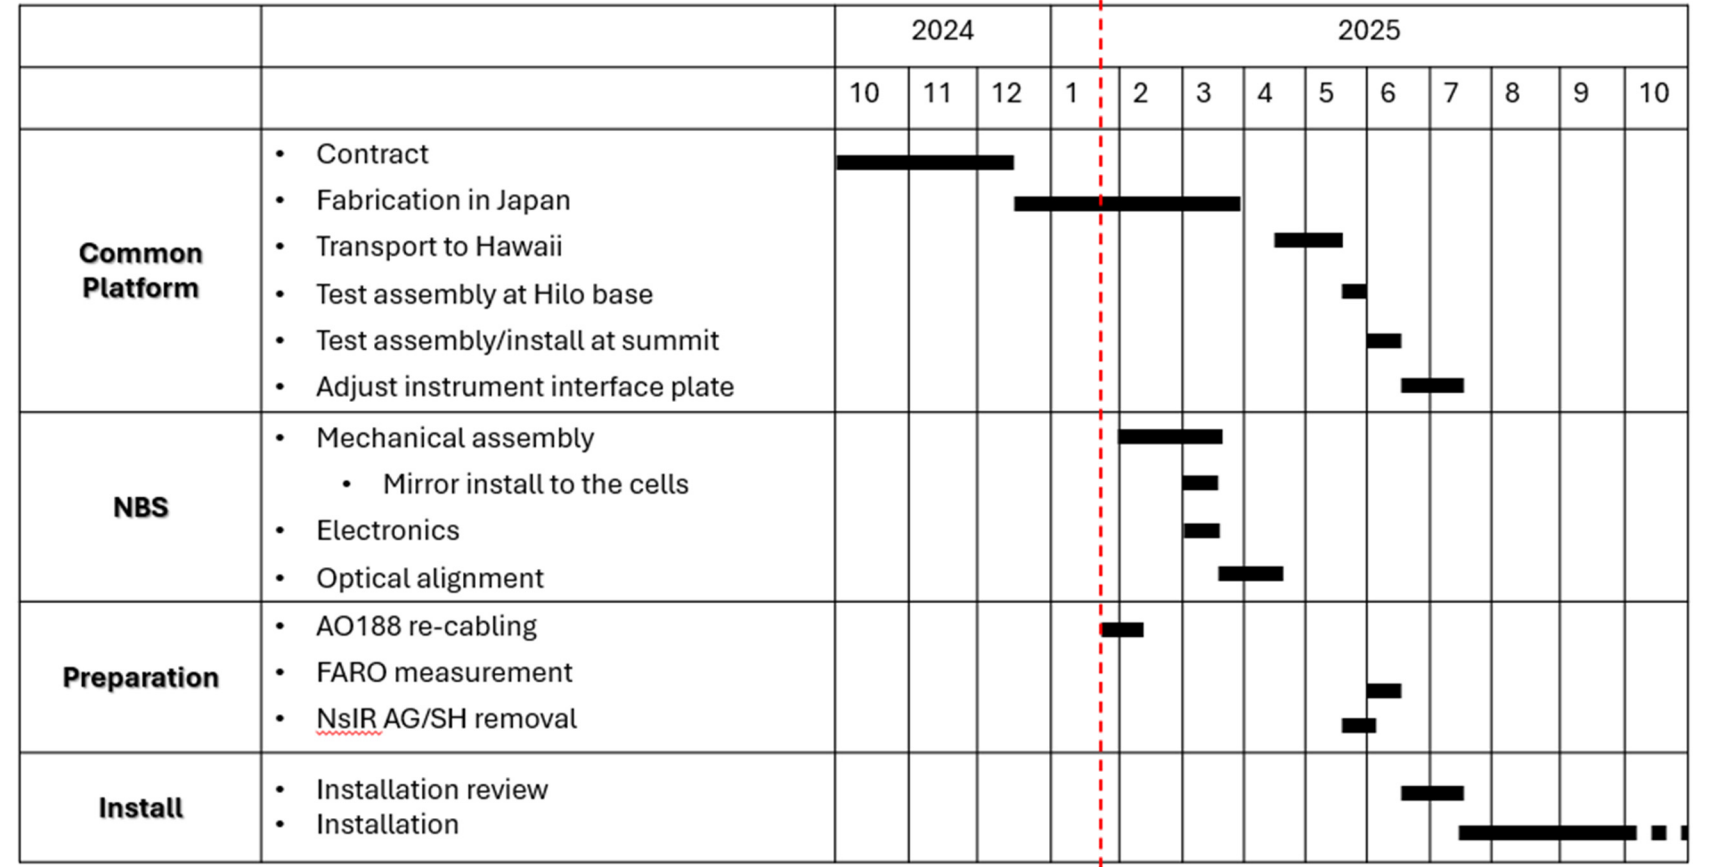 2024 2025
10 11 12 1 2 3 4 5 6 7 8 9 10
Common
Platform
• Contract
• Fabrication in Japan
• Transport to Hawaii
• Test assembly at Hilo base
• Test assembly/install at summit
• Adjust instrument interface plate
NBS
• Mechanical assembly
• Mirror install to the cells
• Electronics
• Optical alignment
Preparation
• AO188 re-cabling
• FARO measurement
• NsIR AG/SH removal
Install
• Installation review
• Installation